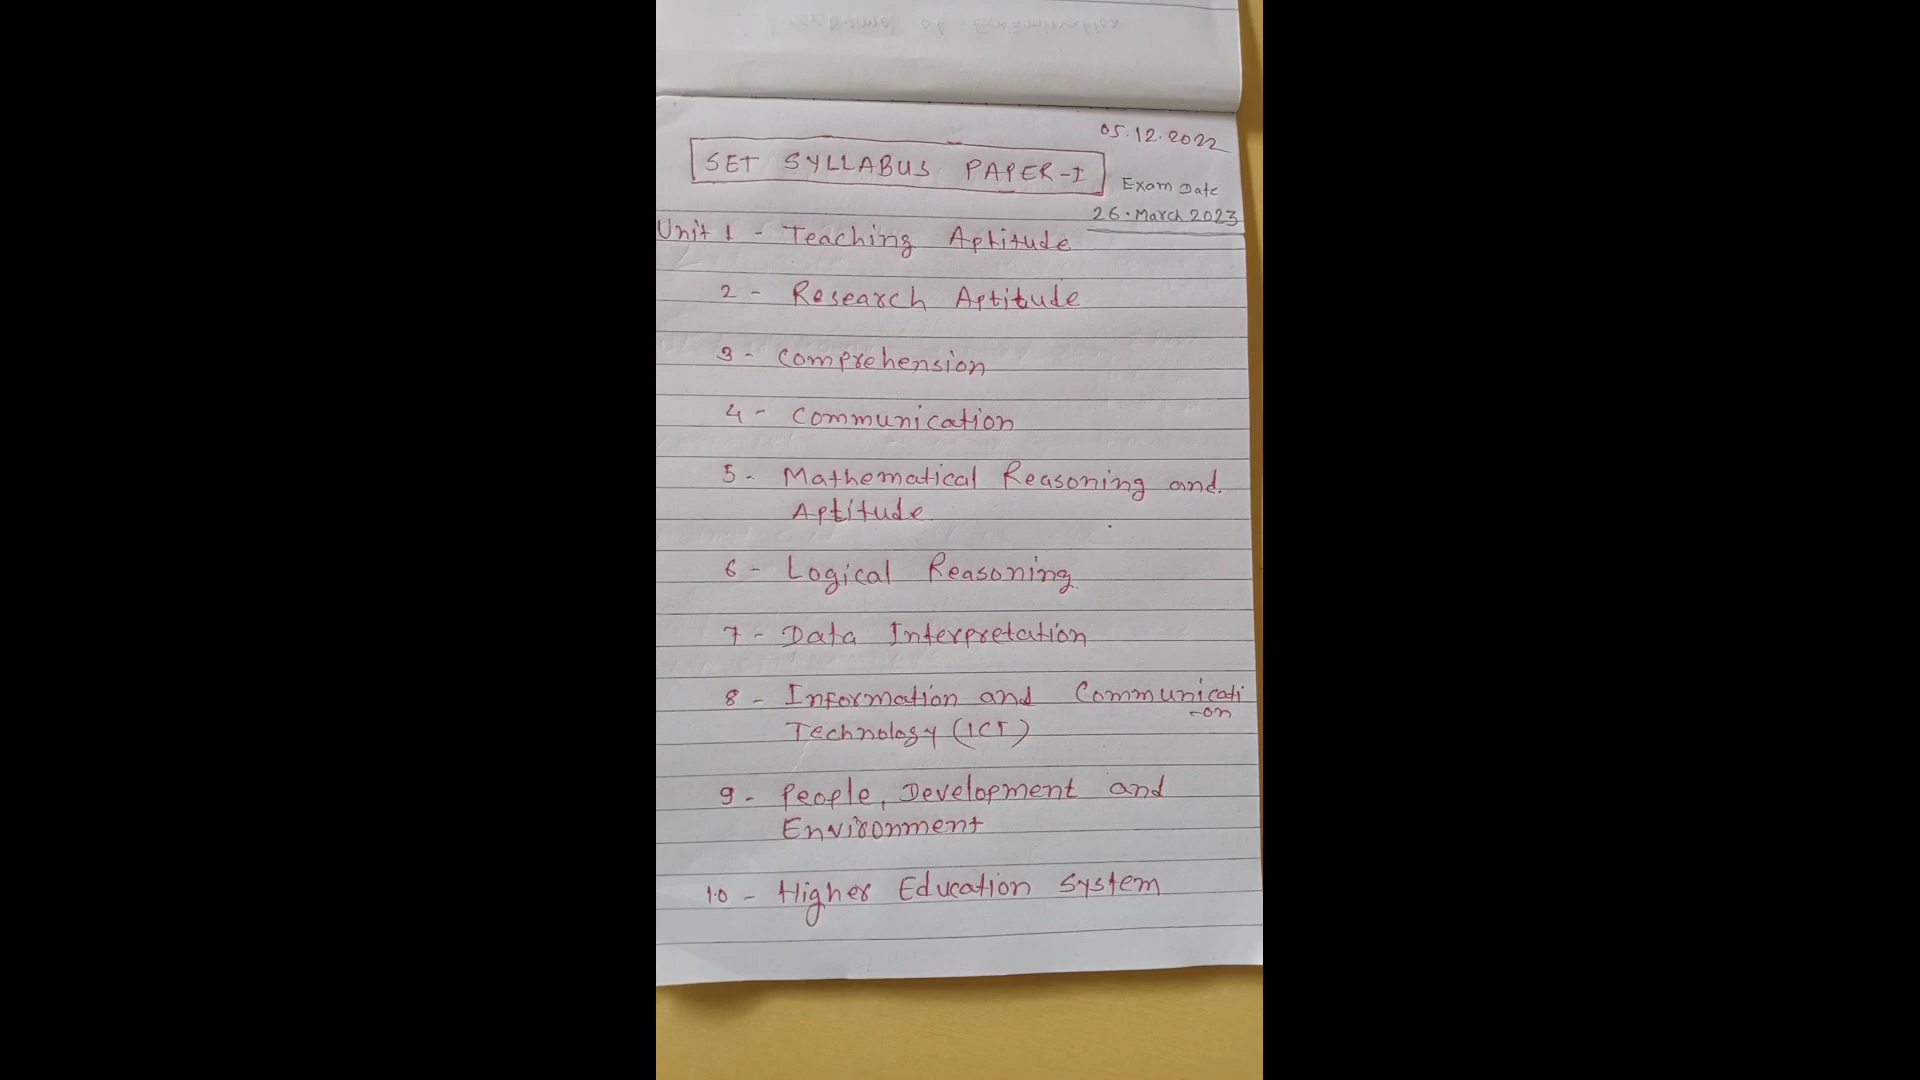 05.12.2022
SET SYLLABUS PAPER-I
Exam Date
26. March 2023
Unit 1 - Teaching Aptitude
2 - Research Aptitude
3 - Comprehension
4 - Communication
5 - Mathematical Reasoning and.
Aptitude.
6 - Logical Reasoning.
7 - Data Interpretation
8 - Information and Communicati
-on
Technology (ICT)
9 - People, Development and
Environment
10 - Higher Education System